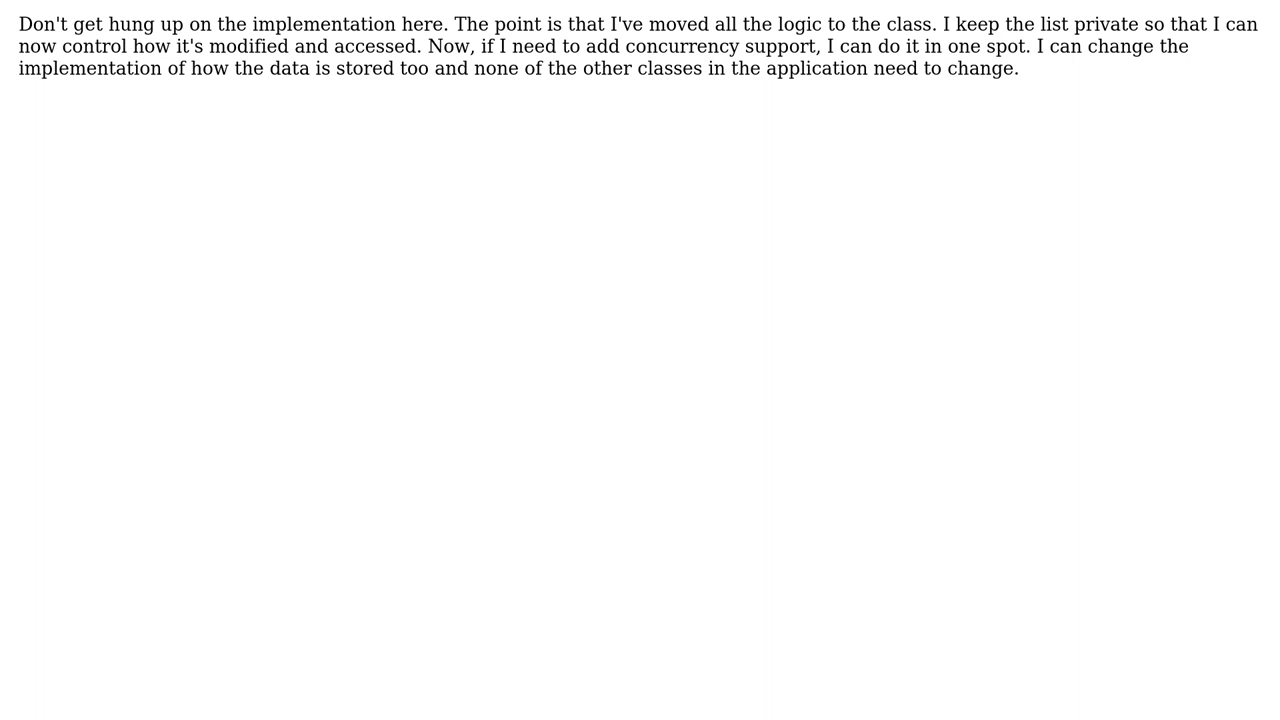 Don't get hung up on the implementation here. The point is that I've moved all the logic to the class. I keep the list private so that I can
now control how it's modified and accessed. Now, if I need to add concurrency support, I can do it in one spot. I can change the
implementation of how the data is stored too and none of the other classes in the application need to change.